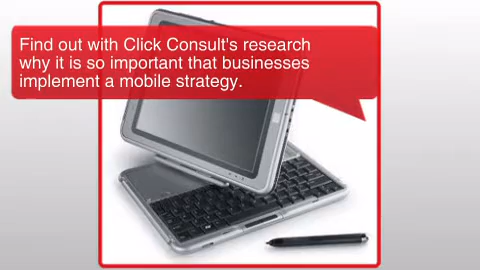 Find out with Click Consult's research
why it is so important that businesses
implement a mobile strategy.